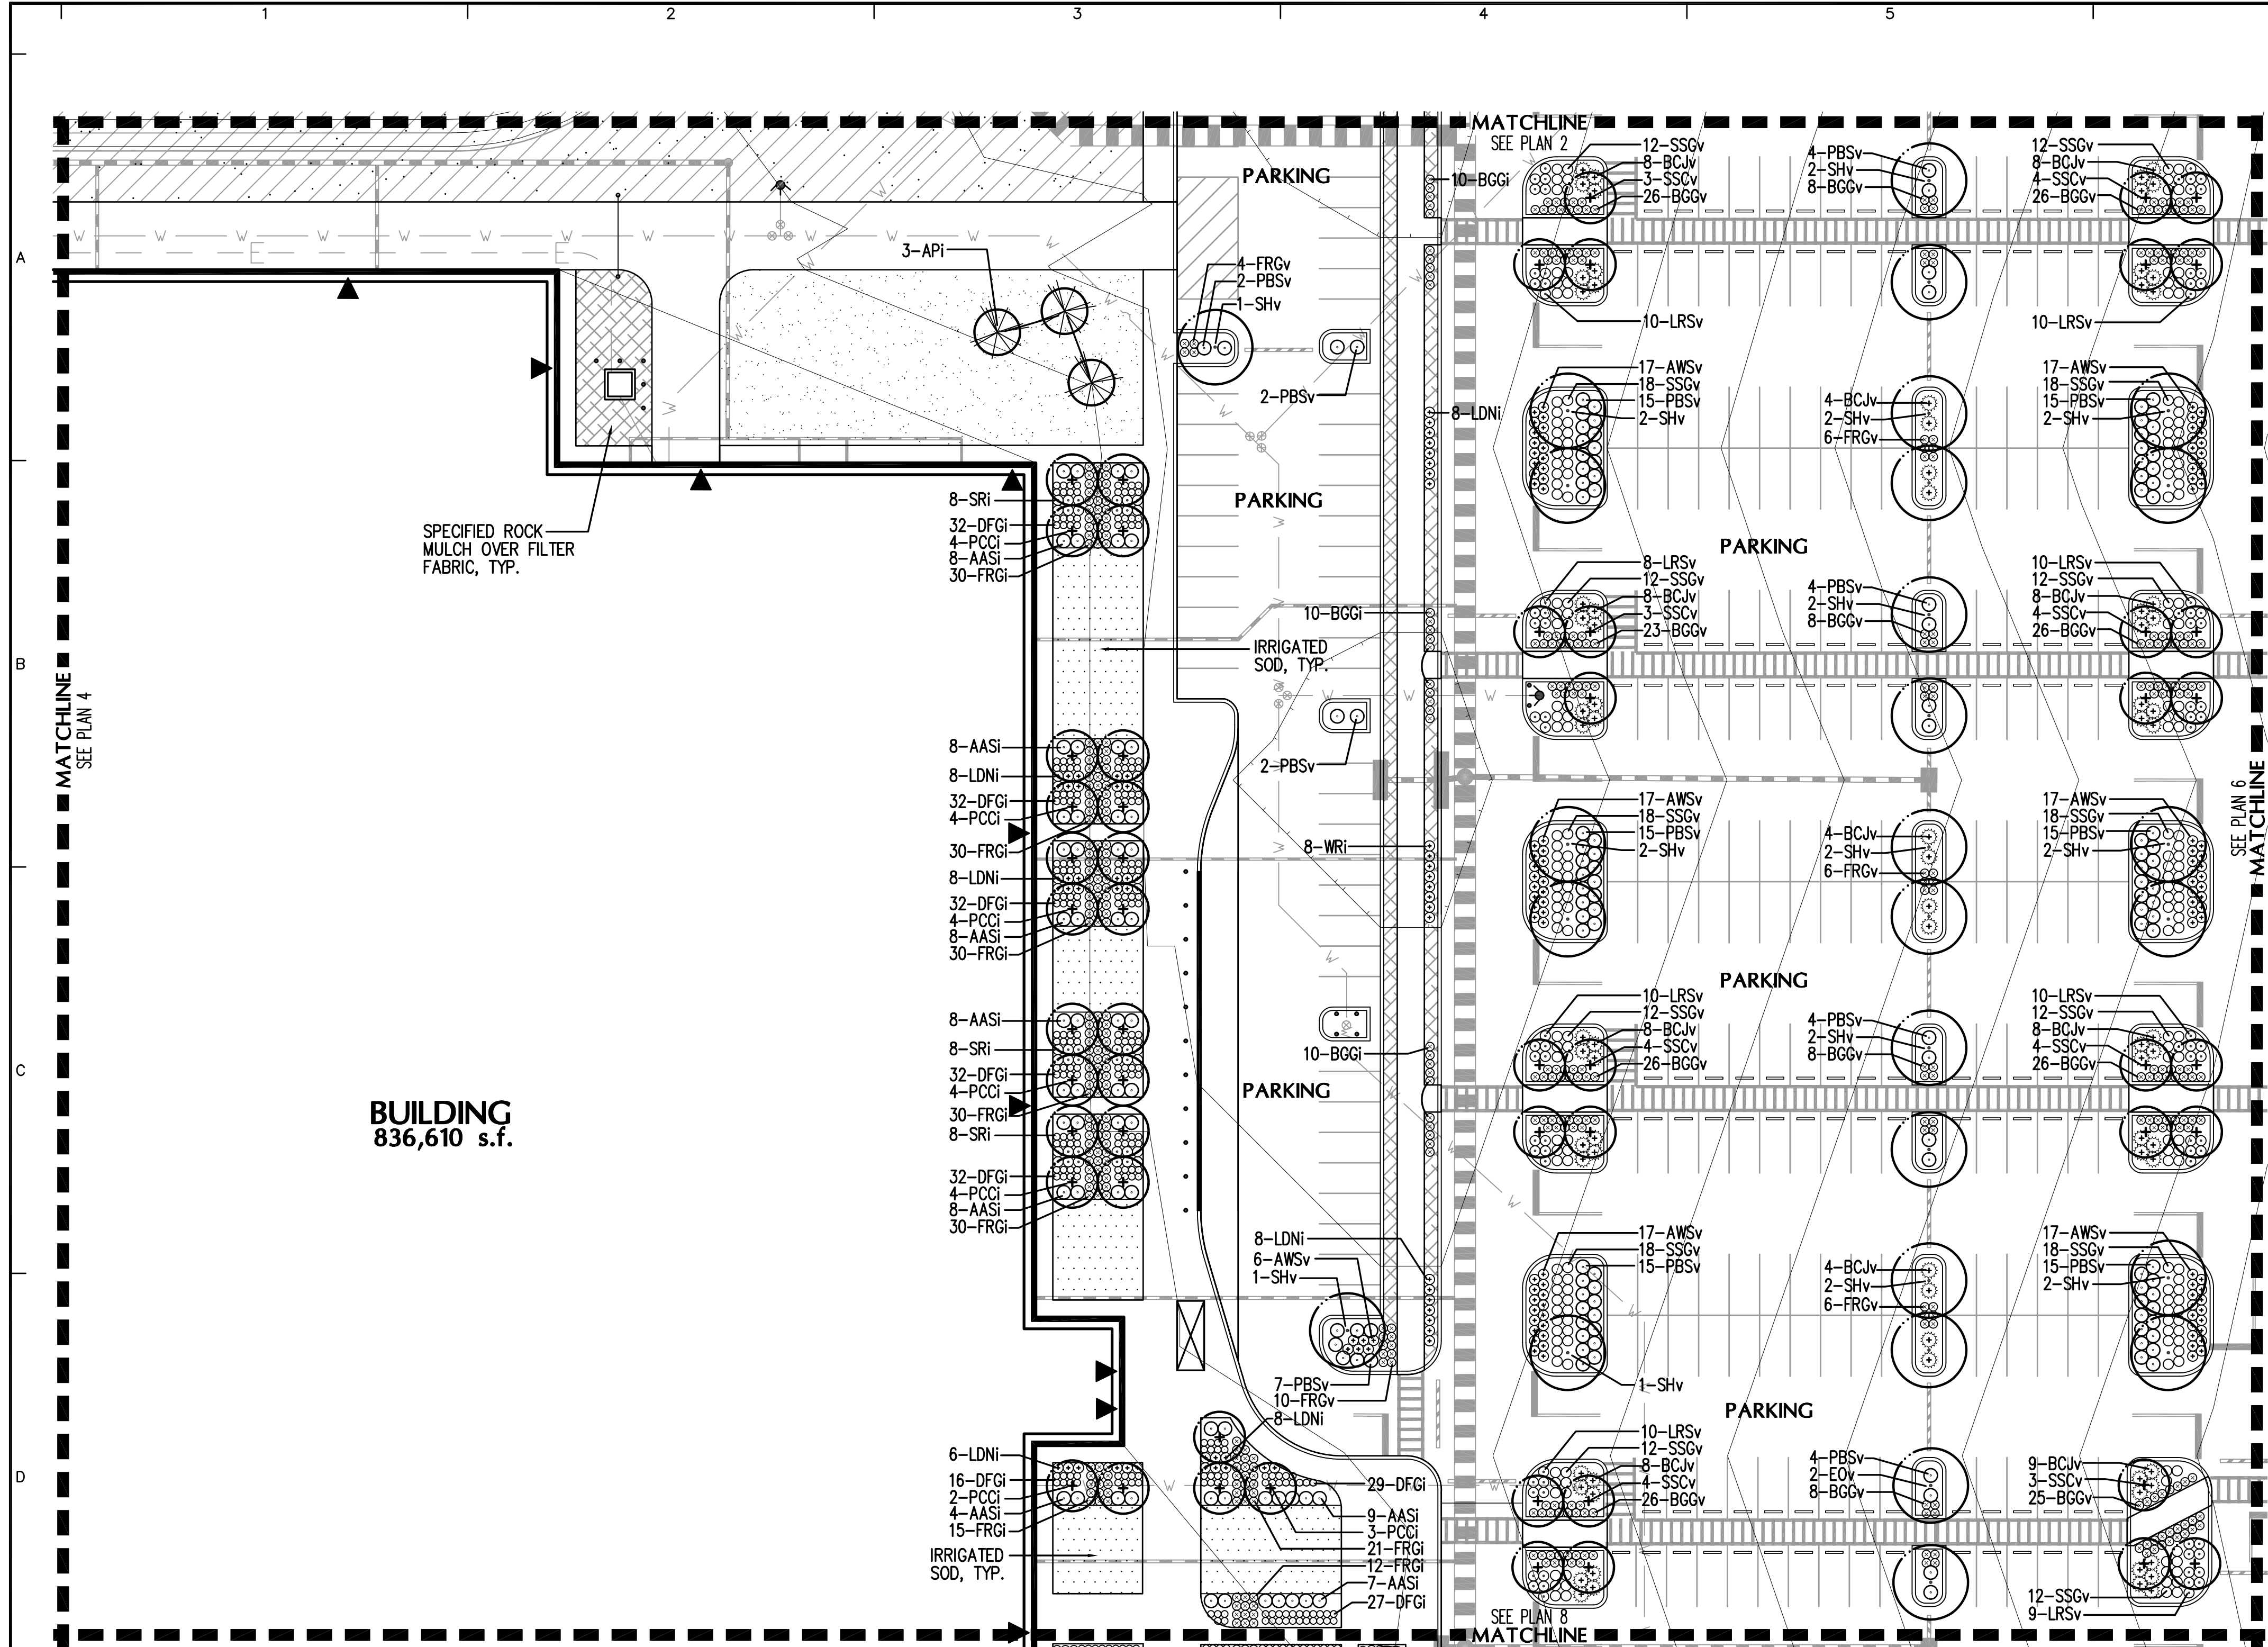 1
2
3
4
5
A
B
C
D
MATCHLINE
SEE PLAN 2
MATCHLINE
SEE PLAN 4
SEE PLAN 6
MATCHLINE
SEE PLAN 8
MATCHLINE
BUILDING
836,610 s.f.
SPECIFIED ROCK
MULCH OVER FILTER
FABRIC, TYP.
3-APi
8-SRi
32-DFGi
4-PCCi
8-AASi
30-FRGi
8-AASi
8-LDNi
32-DFGi
4-PCCi
30-FRGi
8-LDNi
32-DFGi
4-PCCi
8-AASi
30-FRGi
8-AASi
8-SRi
32-DFGi
4-PCCi
30-FRGi
8-SRi
32-DFGi
4-PCCi
8-AASi
30-FRGi
6-LDNi
16-DFGi
2-PCCi
4-AASi
15-FRGi
IRRIGATED
SOD, TYP.
PARKING
4-FRGv
2-PBSv
1-SHv
2-PBSv
PARKING
10-BGGi
IRRIGATED
SOD, TYP.
2-PBSv
8-WRi
10-BGGi
PARKING
8-LDNi
6-AWSv
1-SHv
7-PBSv
10-FRGv
8-LDNi
29-DFGi
9-AASi
3-PCCi
21-FRGi
12-FRGi
7-AASi
27-DFGi
10-BGGi
8-LDNi
12-SSGv
8-BCJv
3-SSCv
26-BGGv
10-LRSv
17-AWSv
18-SSGv
15-PBSv
2-SHv
8-LRSv
12-SSGv
8-BCJv
3-SSCv
23-BGGv
17-AWSv
18-SSGv
15-PBSv
2-SHv
10-LRSv
12-SSGv
8-BCJv
4-SSCv
26-BGGv
17-AWSv
18-SSGv
15-PBSv
1-SHv
10-LRSv
12-SSGv
8-BCJv
4-SSCv
26-BGGv
PARKING
PARKING
PARKING
4-PBSv
2-SHv
8-BGGv
4-BCJv
2-SHv
6-FRGv
4-PBSv
2-SHv
8-BGGv
4-BCJv
2-SHv
6-FRGv
4-PBSv
2-SHv
8-BGGv
4-BCJv
2-SHv
6-FRGv
4-PBSv
2-EOv
8-BGGv
12-SSGv
8-BCJv
4-SSCv
26-BGGv
10-LRSv
17-AWSv
18-SSGv
15-PBSv
2-SHv
10-LRSv
12-SSGv
8-BCJv
4-SSCv
26-BGGv
17-AWSv
18-SSGv
15-PBSv
2-SHv
10-LRSv
12-SSGv
8-BCJv
4-SSCv
26-BGGv
17-AWSv
18-SSGv
15-PBSv
2-SHv
9-BCJv
3-SSCv
25-BGGv
12-SSGv
9-LRSv